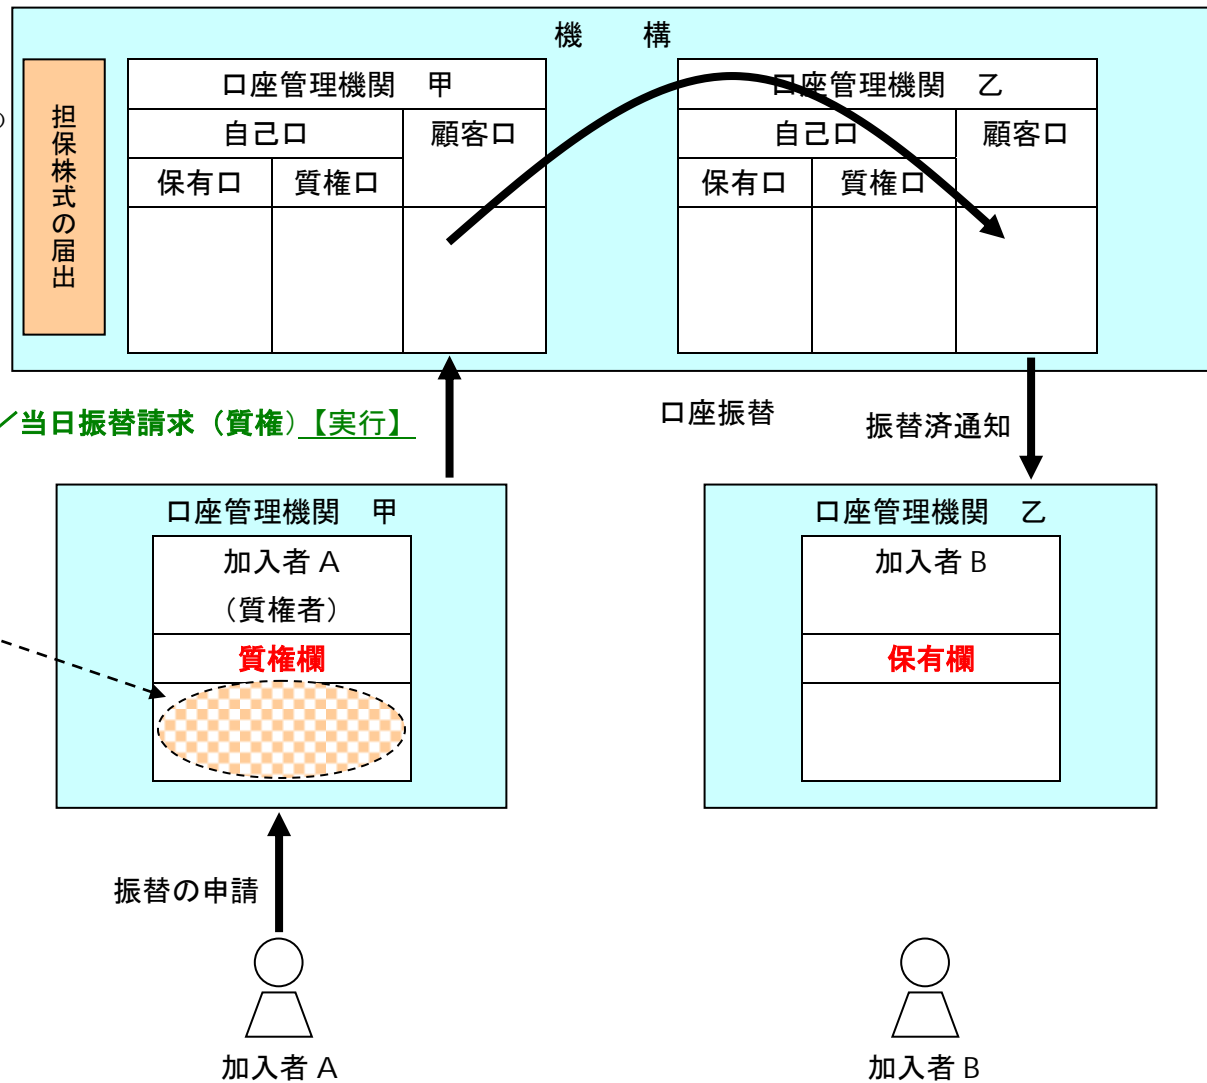 機　構
担保株式の届出
口座管理機関　甲
自己口
顧客口
保有口
質権口
口座管理機関　乙
自己口
顧客口
保有口
質権口
／当日振替請求（質権）【実行】
口座振替
振替済通知
口座管理機関　甲
加入者 A
（質権者）
質権欄
口座管理機関　乙
加入者 B
保有欄
振替の申請
加入者 A
加入者 B